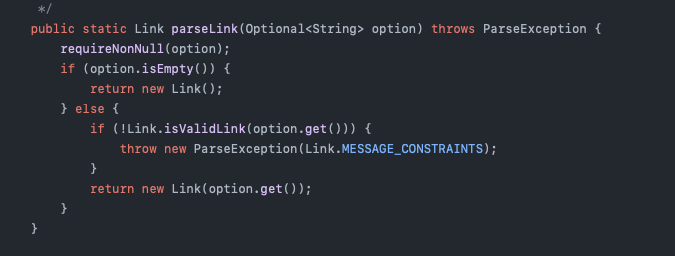 */
public static Link parseLink(Optional<String> option) throws ParseException {
requireNonNull(option);
if (option.isEmpty()) {
return new Link();
} else {
if (!Link.isValidLink(option.get())) {
throw new ParseException(Link.MESSAGE_CONSTRAINTS);
}
return new Link(option.get());
}
}